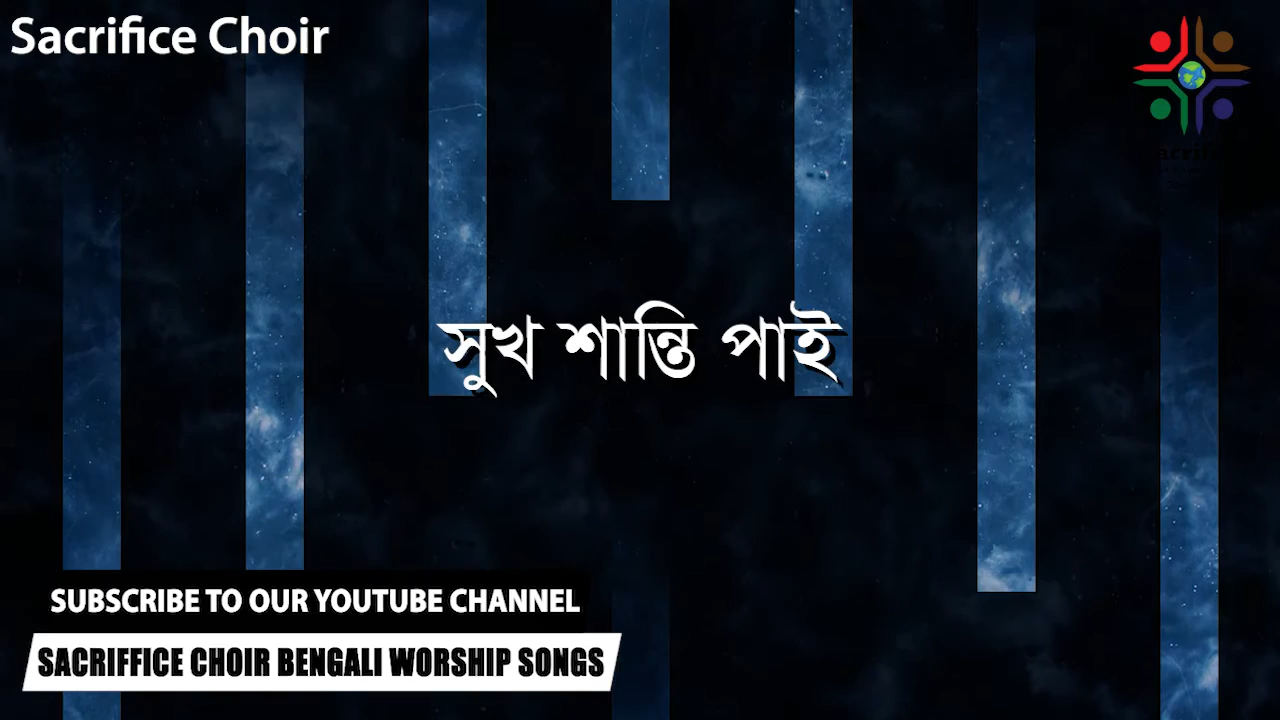 Sacrifice Choir
সুখ শান্তি পাই
SUBSCRIBE TO OUR YOUTUBE CHANNEL
SACRIFFICE CHOIR BENGALI WORSHIP SONGS